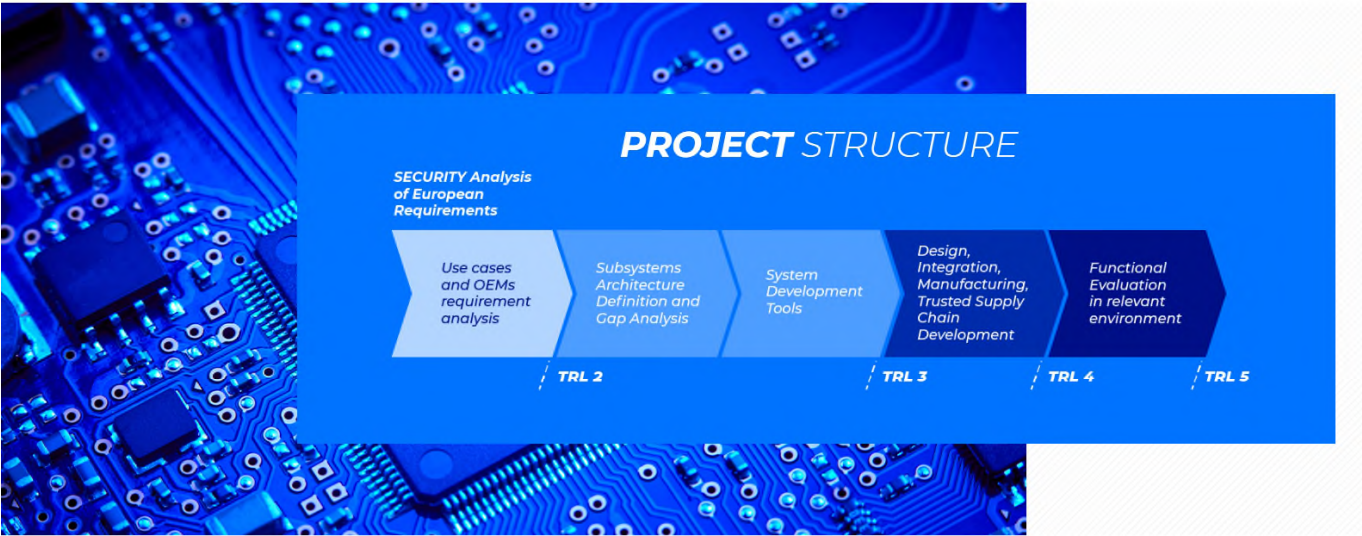 PROJECT STRUCTURE
SECURITY Analysis
of European
Requirements
Use cases
and OEMs
requirement
analysis
Subsystems
Architecture
Definition and
Gap Analysis
System
Development
Tools
Design,
Integration,
Manufacturing,
Trusted Supply
Chain
Development
Functional
Evaluation
in relevant
environment
TRL 2
TRL 3
TRL 4
TRL 5